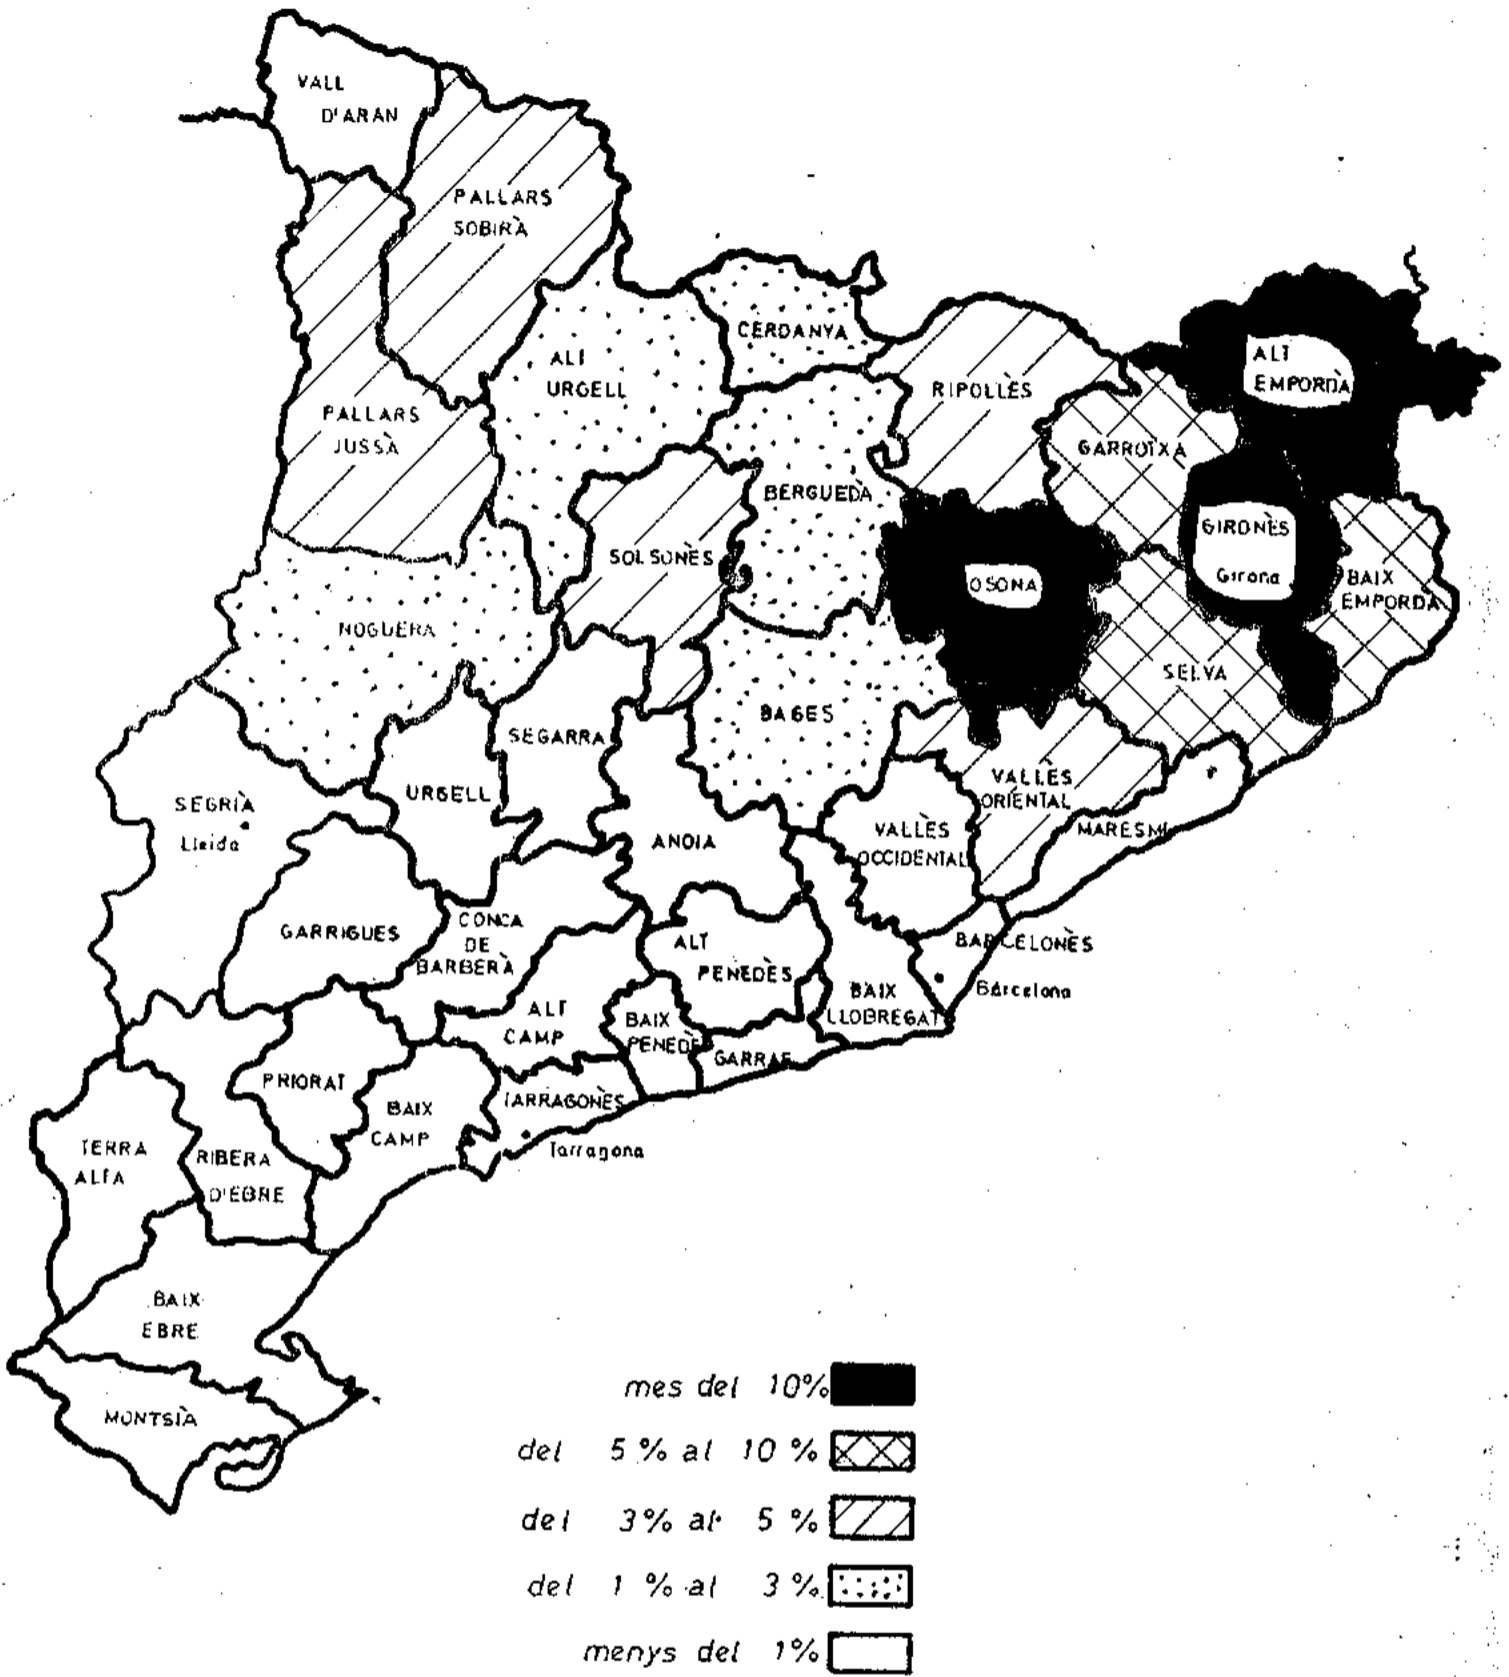 VALL
D'ARAN
PALLARS
SOBIRÀ
CERDANYA
ALT
URGELL
RIPOLLÈS
ALT
EMPORDÀ
PALLARS
JUSSÀ
GARROTXA
BERGUEDÀ
GIRONÈS
Girona
SOLSONÈS
OSONA
BAIX
EMPORDÀ
NOGUERA
SELVA
BAGES
SEGARRA
URGELL
VALLÈS
ORIENTAL
SEGRIÀ
Lleida
ANOIA
VALLÈS
OCCIDENTAL
MARESME
GARRIGUES
CONCA
DE
BARBERÀ
ALT
PENEDÈS
BARCELONÈS
Barcelona
BAIX
LLOBREGAT
ALT
CAMP
BAIX
PENEDÈ
GARRAF
PRIORAT
BAIX
CAMP
TARRAGONÈS
Tarragona
TERRA
ALTA
RIBERA
D'EBRE
BAIX
EBRE
MONTSIÀ
mes del 10%
del 5% al 10%
del 3% al 5%
del 1% al 3%
menys del 1%